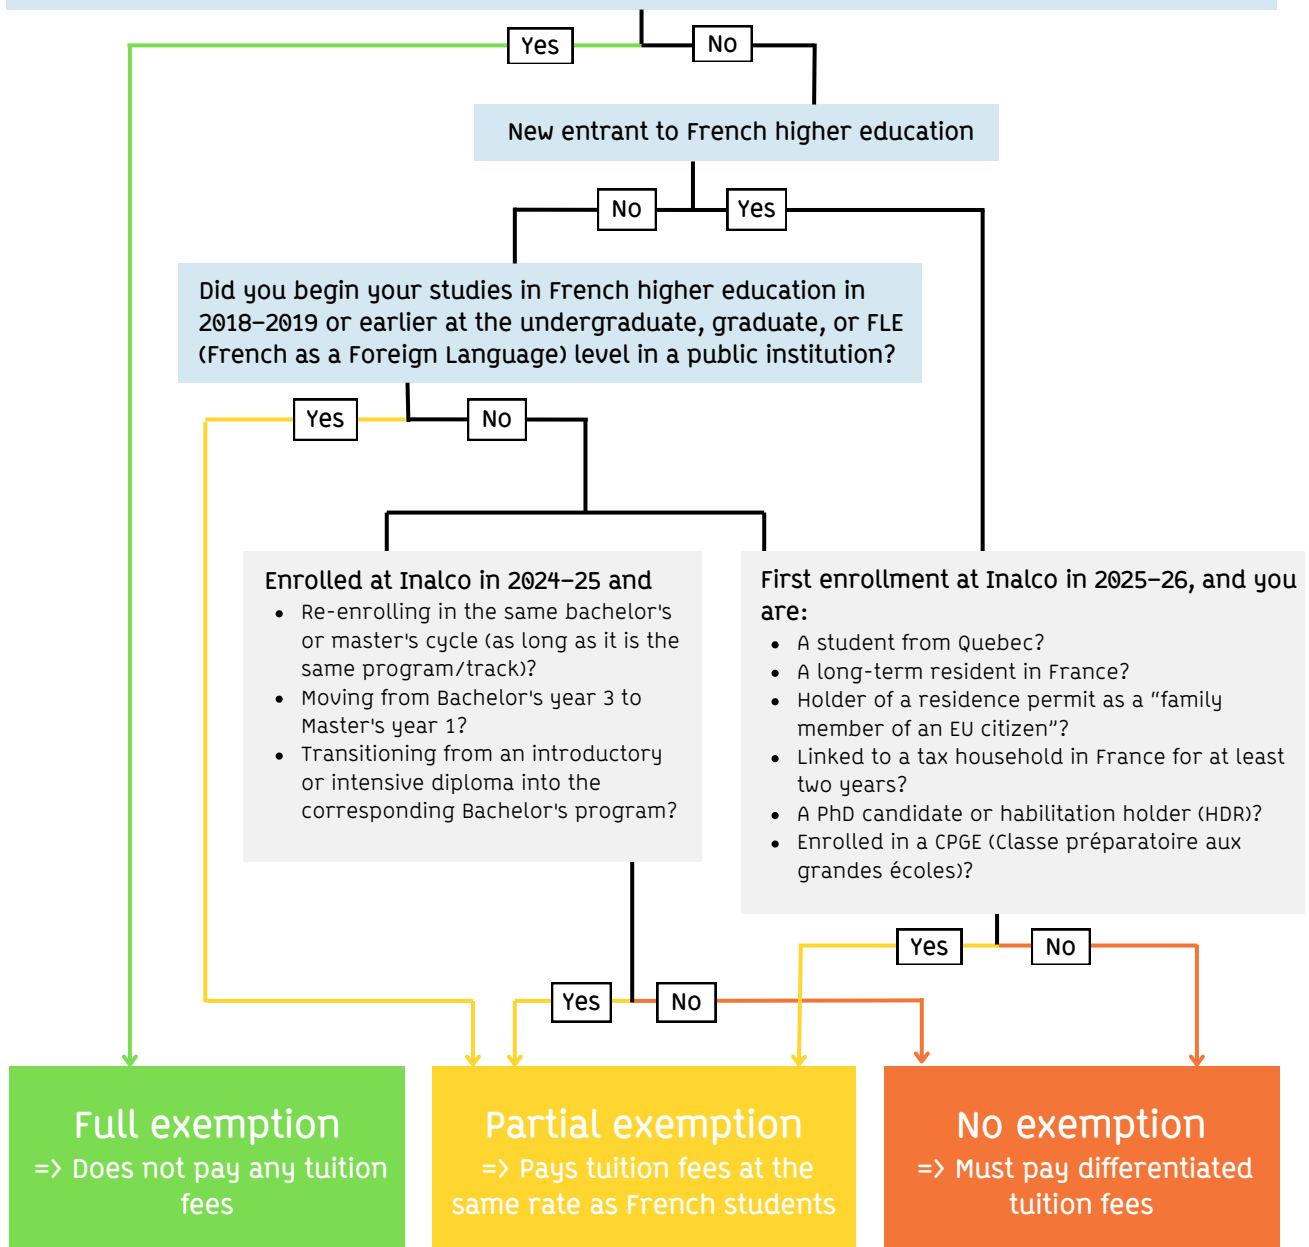 Yes
No
New entrant to French higher education
No
Yes
Did you begin your studies in French higher education in
2018–2019 or earlier at the undergraduate, graduate, or FLE
(French as a Foreign Language) level in a public institution?
Yes
No
Enrolled at Inalco in 2024–25 and
• Re-enrolling in the same bachelor's
or master's cycle (as long as it is the
same program/track)?
• Moving from Bachelor's year 3 to
Master's year 1?
• Transitioning from an introductory
or intensive diploma into the
corresponding Bachelor's program?
First enrollment at Inalco in 2025–26, and you
are:
• A student from Quebec?
• A long-term resident in France?
• Holder of a residence permit as a “family
member of an EU citizen”?
• Linked to a tax household in France for at least
two years?
• A PhD candidate or habilitation holder (HDR)?
• Enrolled in a CPGE (Classe préparatoire aux
grandes écoles)?
Yes
No
Yes
No
Full exemption
=> Does not pay any tuition
fees
Partial exemption
=> Pays tuition fees at the
same rate as French students
No exemption
=> Must pay differentiated
tuition fees